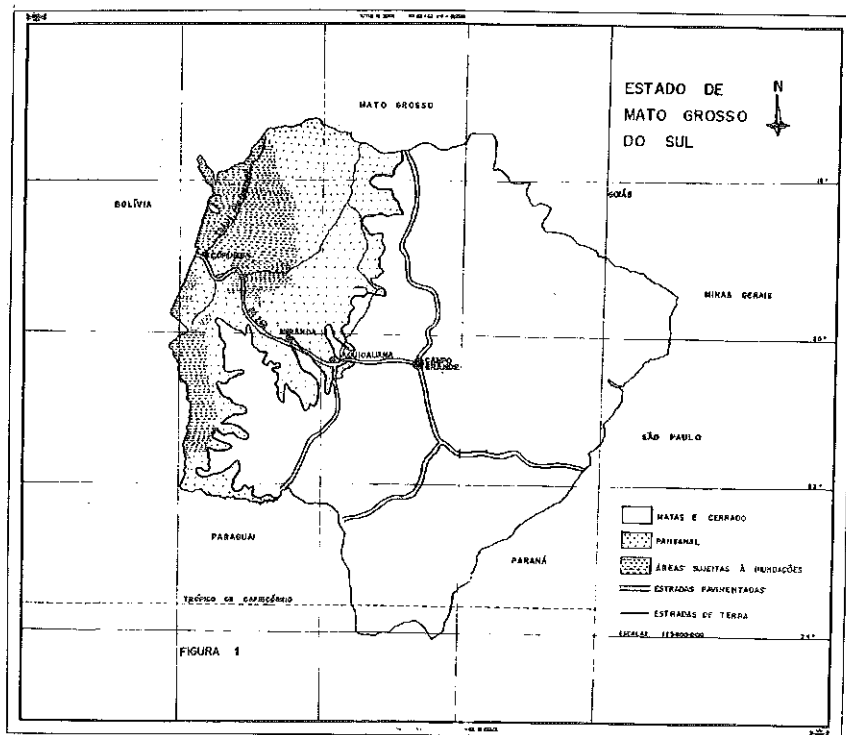 MATO GROSSO
ESTADO DE
MATO GROSSO
DO SUL
N
BOLÍVIA
GOIÁS
CORUMBÁ
MINAS GERAIS
MIRANDA
AQUIDAUANA
CAMPO
GRANDE
SÃO PAULO
MATAS E CERRADO
PANTANAL
ÁREAS SUJEITAS À INUNDAÇÕES
ESTRADAS PAVIMENTADAS
ESTRADAS DE TERRA
PARAGUAI
PARANÁ
TRÓPICO DE CAPRICÓRNIO
24°
FIGURA 1